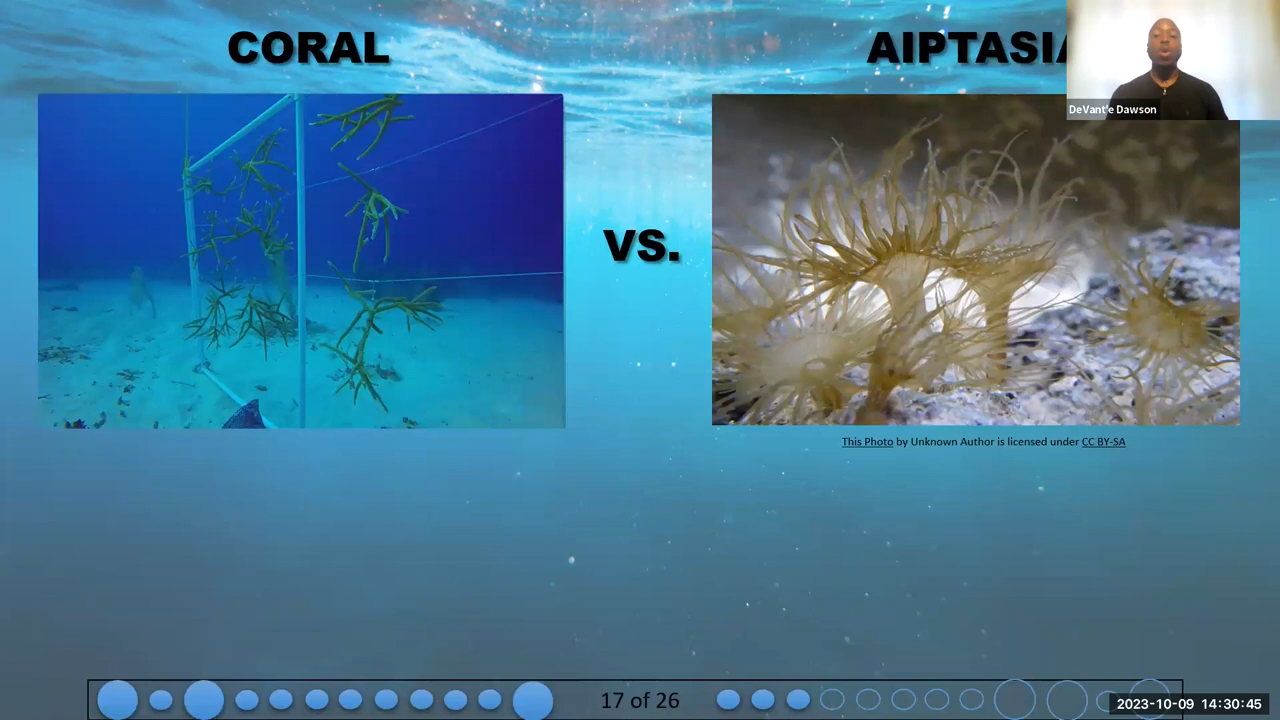 CORAL
AIPTASIA
DeVant'e Dawson
VS.
This Photo by Unknown Author is licensed under CC BY-SA
17 of 26
2023-10-09 14:30:45